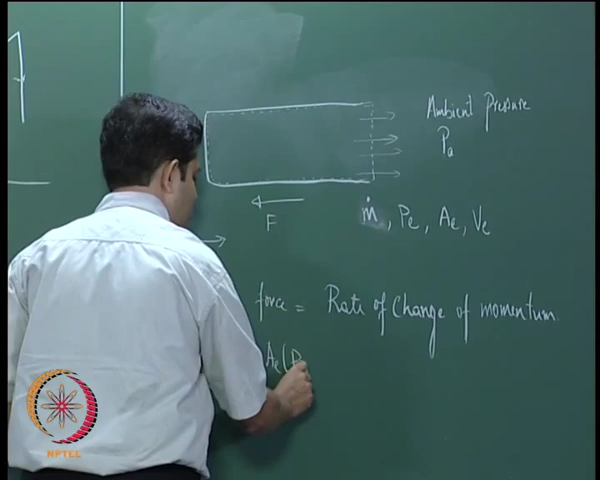 Ambient Pressure
Pa
F
ṁ, Pe, Ae, Ve
force = Rate of Change of momentum
Ae(P
NPTEL